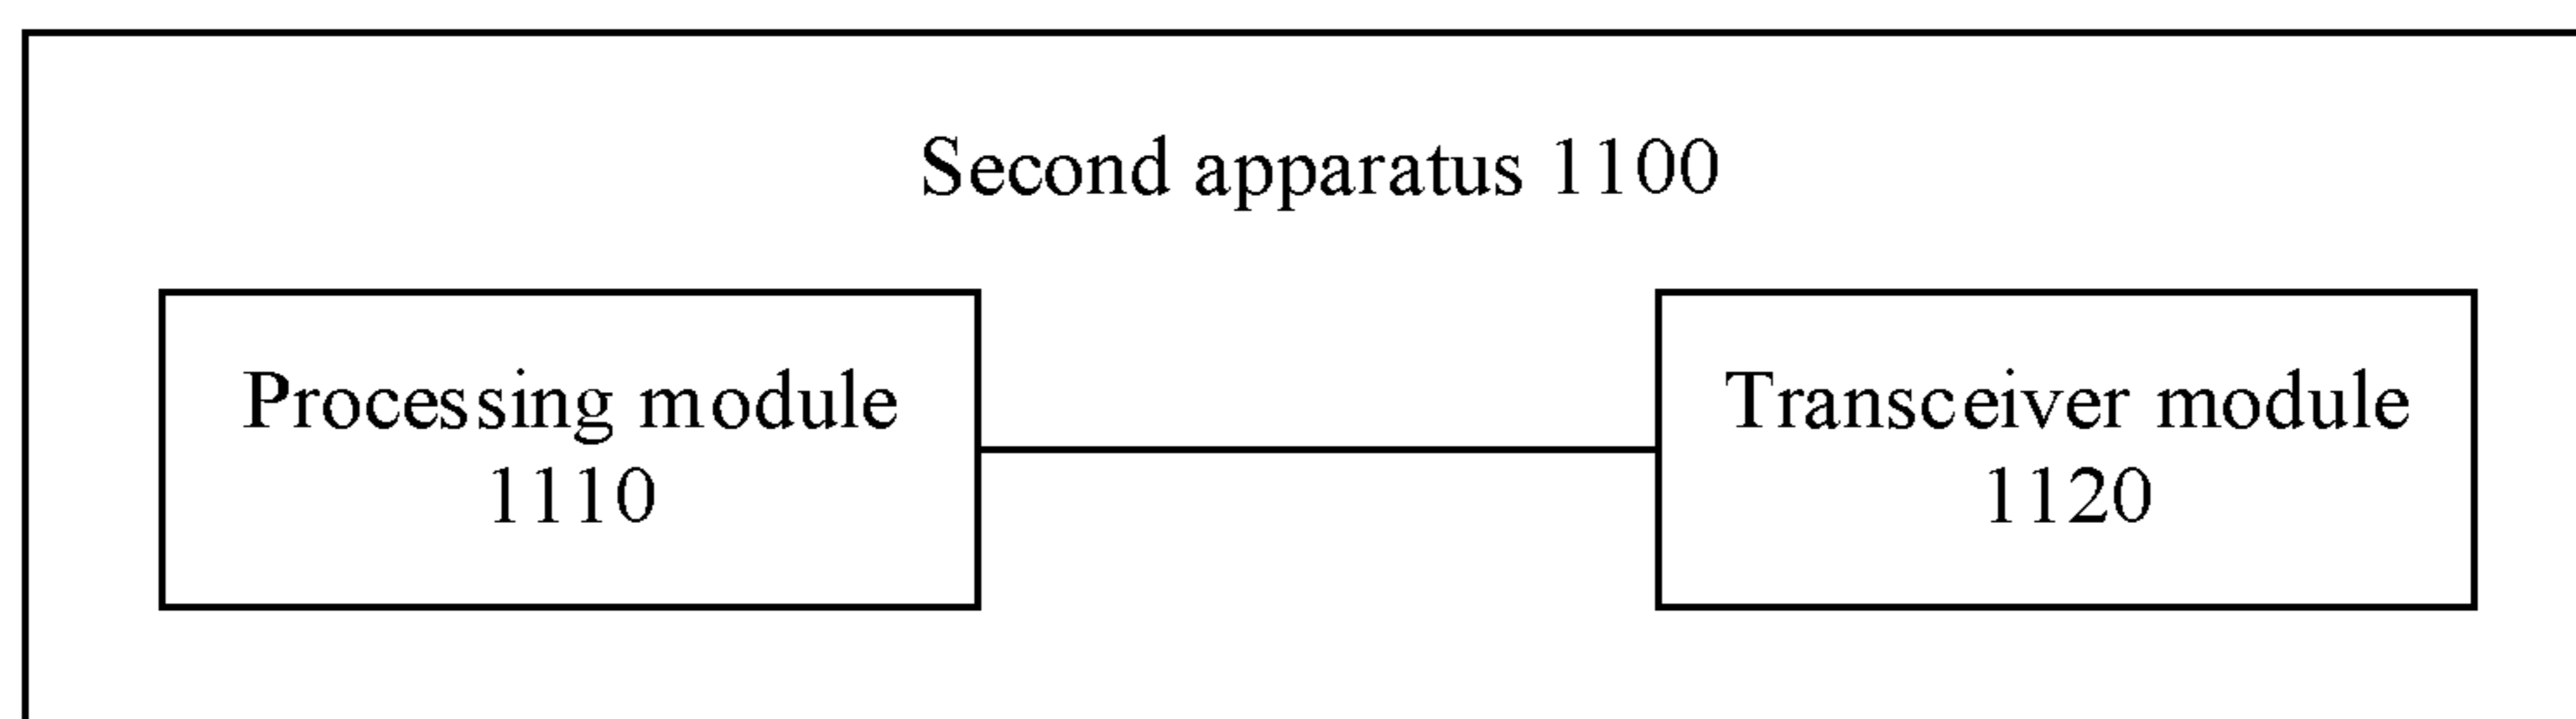 Second apparatus 1100
Processing module
1110
Transceiver module
1120